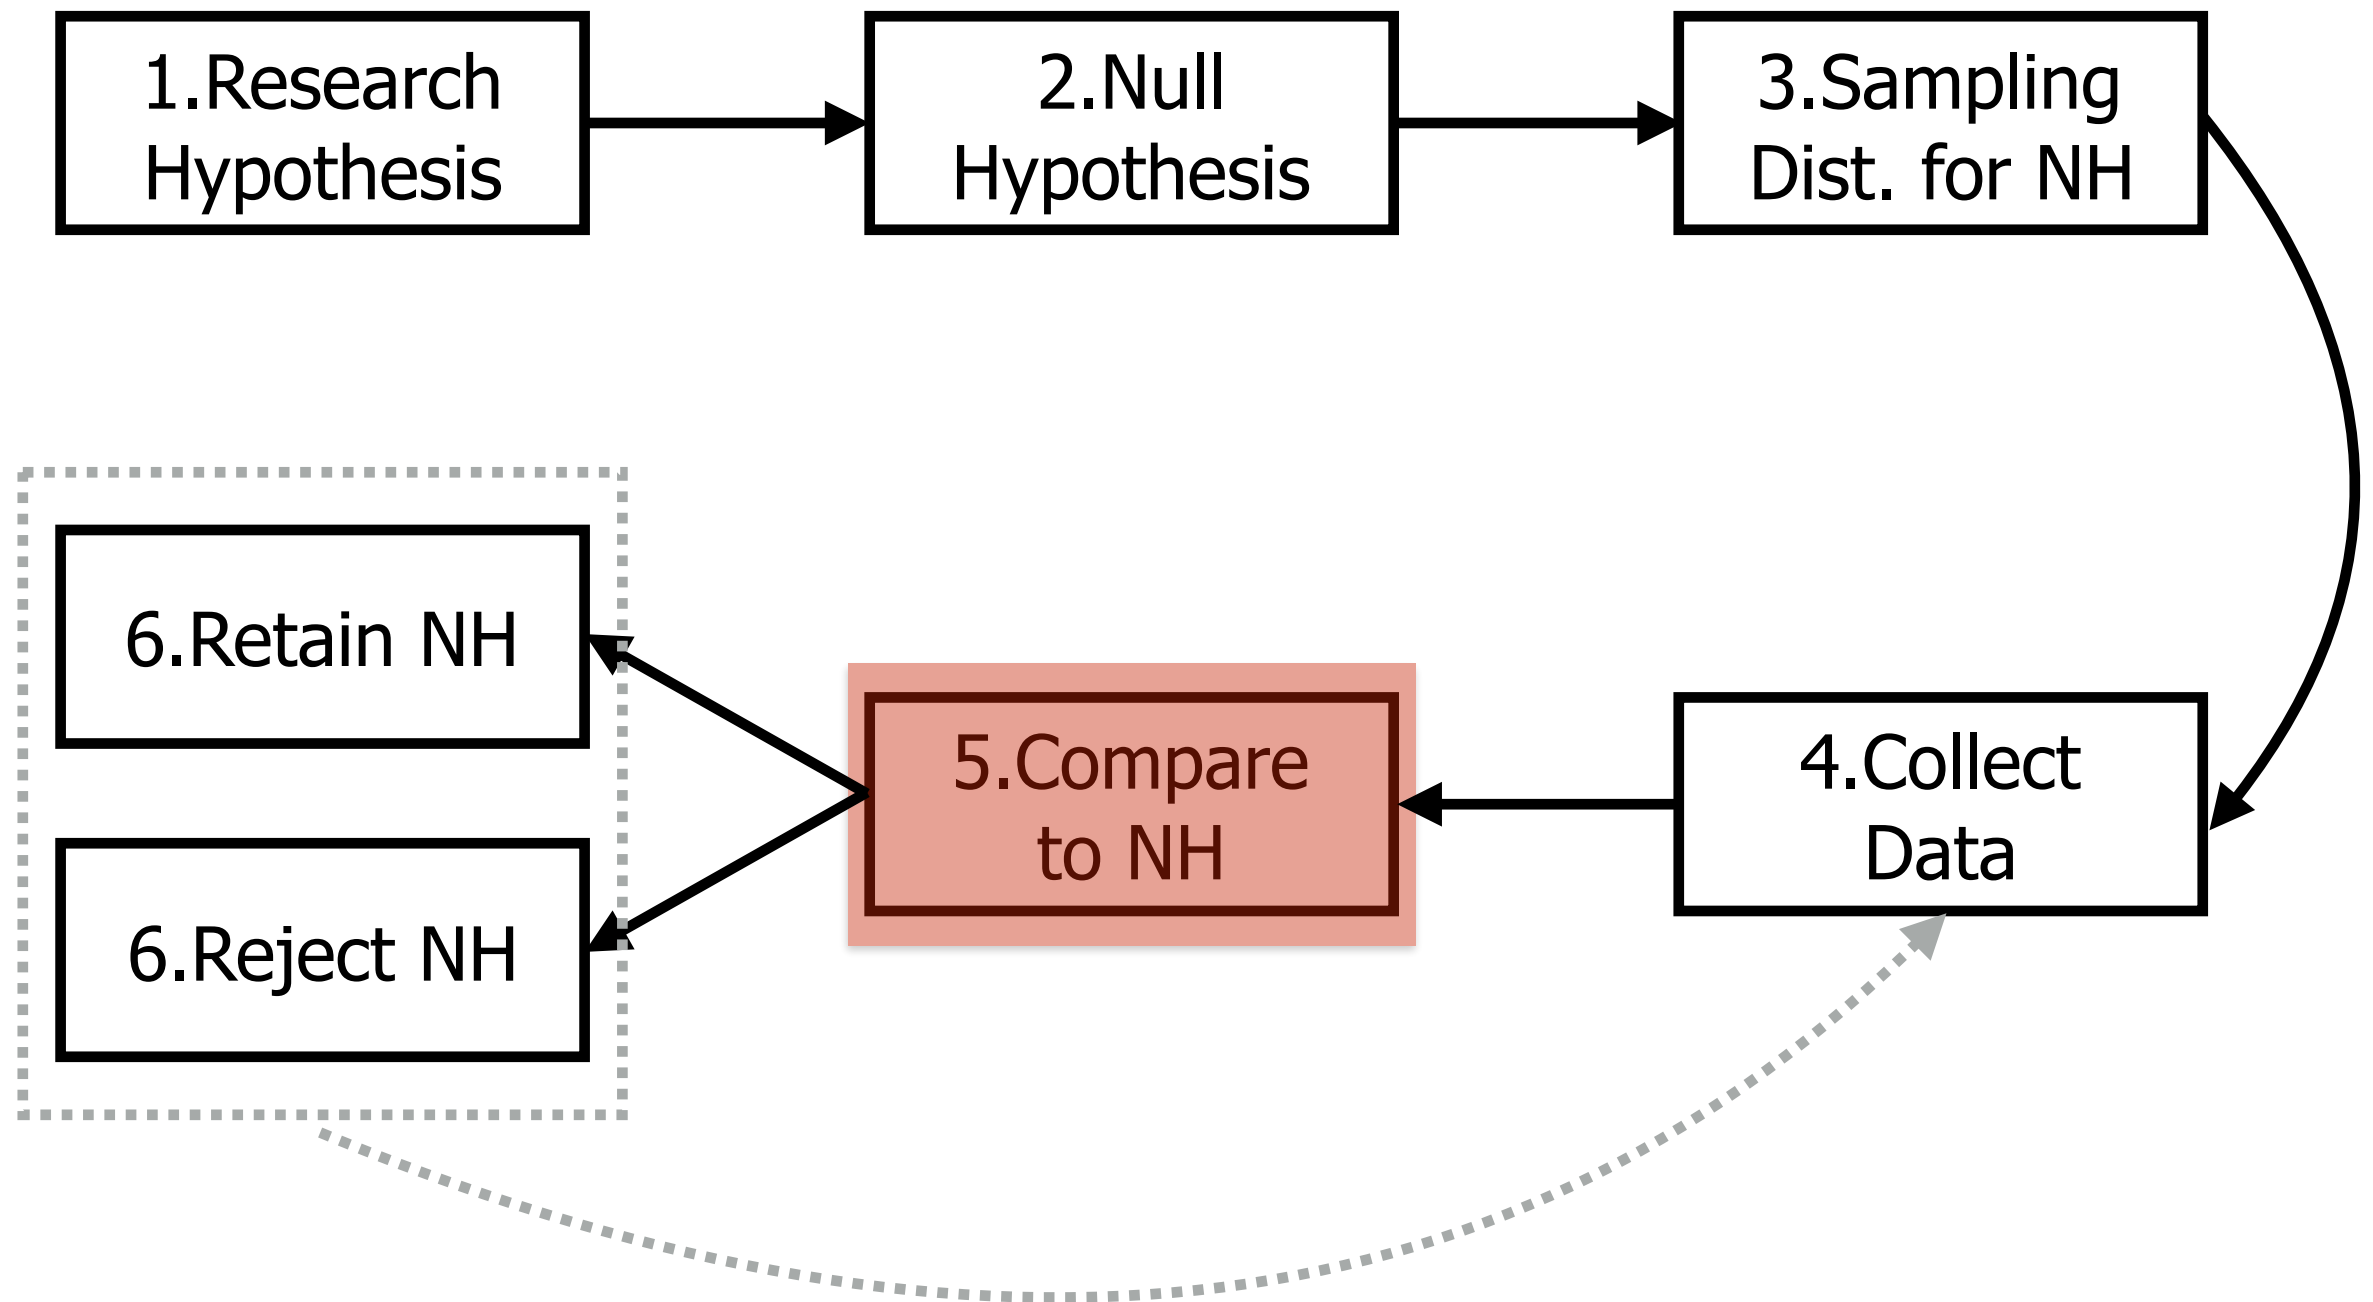 1.Research
Hypothesis
2.Null
Hypothesis
3.Sampling
Dist. for NH
6.Retain NH
5.Compare
to NH
4.Collect
Data
6.Reject NH